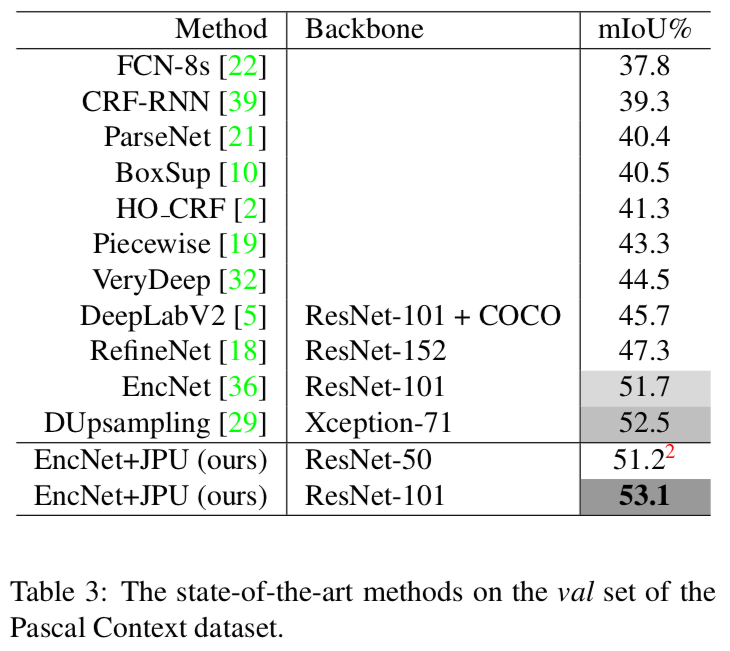 Method Backbone mIoU%
FCN-8s [22] 37.8
CRF-RNN [39] 39.3
ParseNet [21] 40.4
BoxSup [10] 40.5
HO_CRF [2] 41.3
Piecewise [19] 43.3
VeryDeep [32] 44.5
DeepLabV2 [5] ResNet-101 + COCO 45.7
RefineNet [18] ResNet-152 47.3
EncNet [36] ResNet-101 51.7
DUpsampling [29] Xception-71 52.5
EncNet+JPU (ours) ResNet-50 51.2²
EncNet+JPU (ours) ResNet-101 53.1
Table 3: The state-of-the-art methods on the val set of the
Pascal Context dataset.